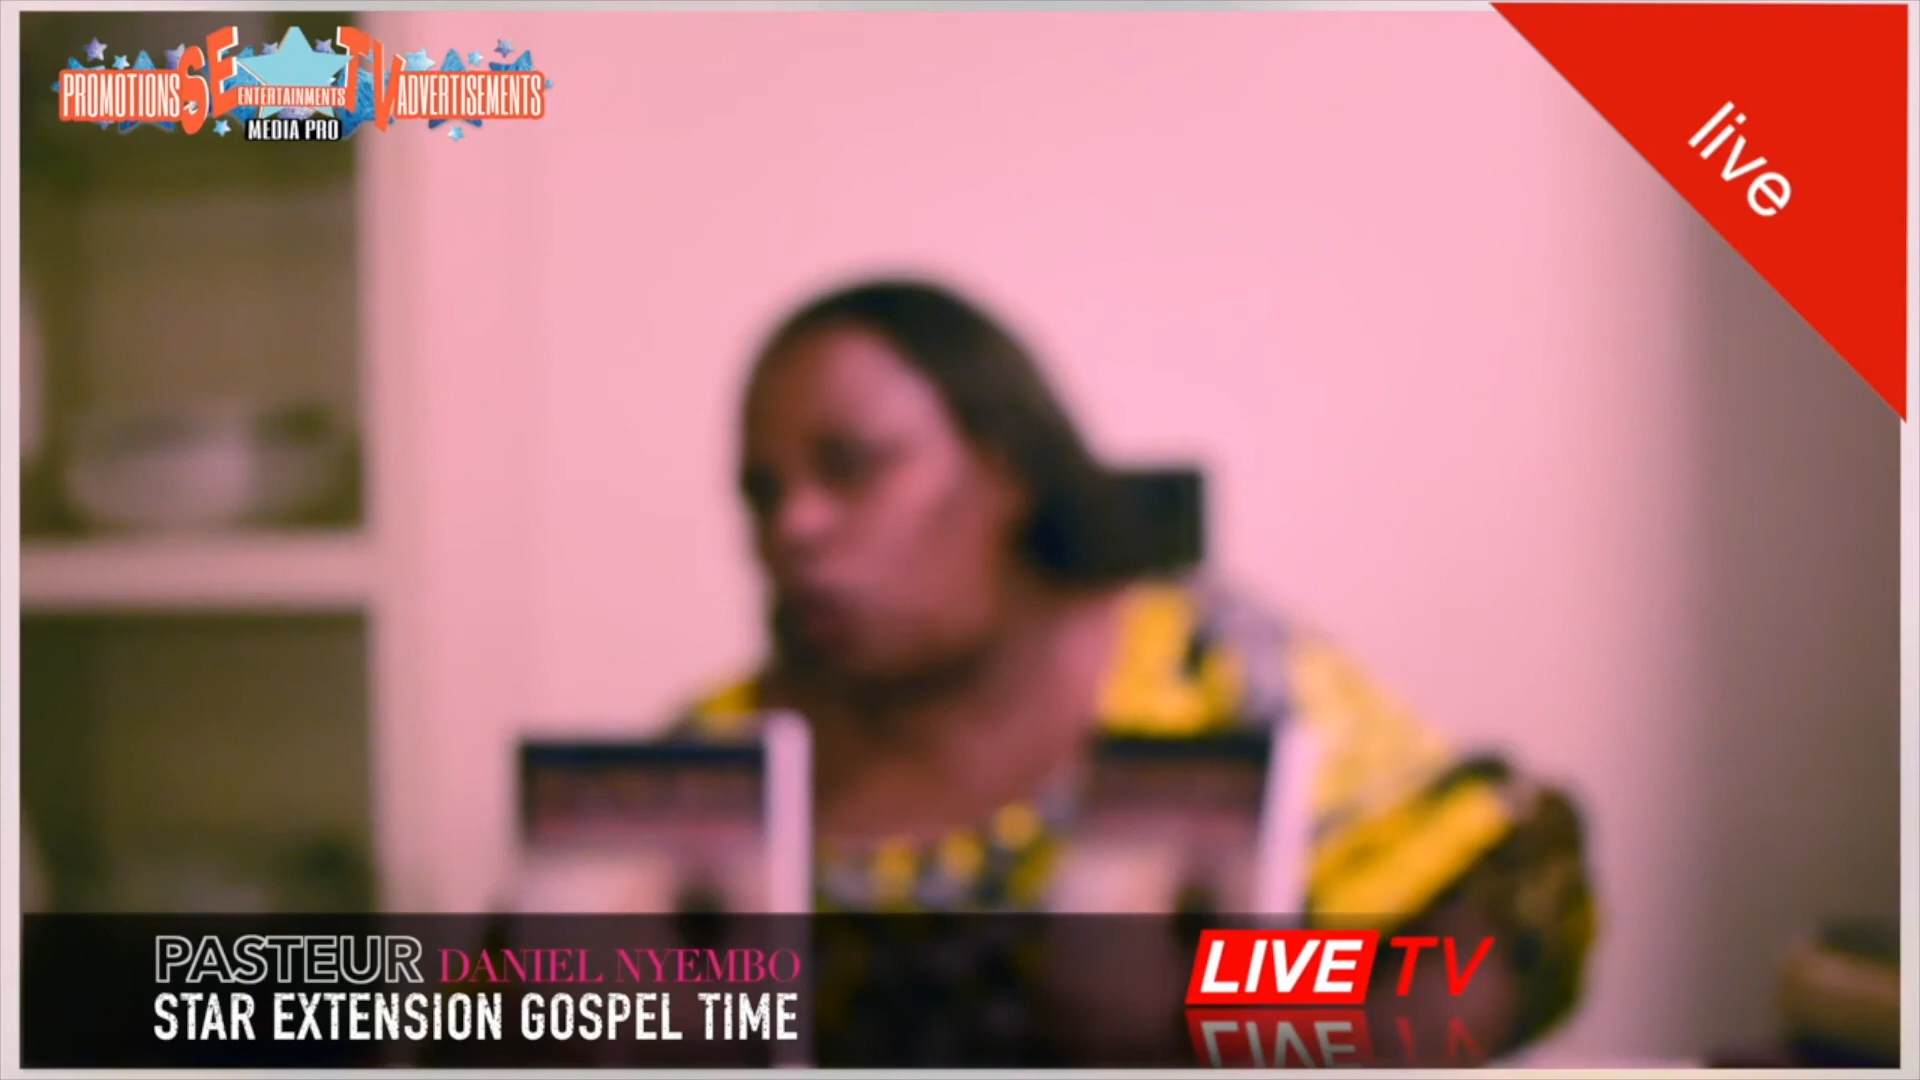 PROMOTIONS SE TV ADVERTISEMENTS
ENTERTAINMENTS
MEDIA PRO
live
PASTEUR DANIEL NYEMBO
STAR EXTENSION GOSPEL TIME
LIVE TV